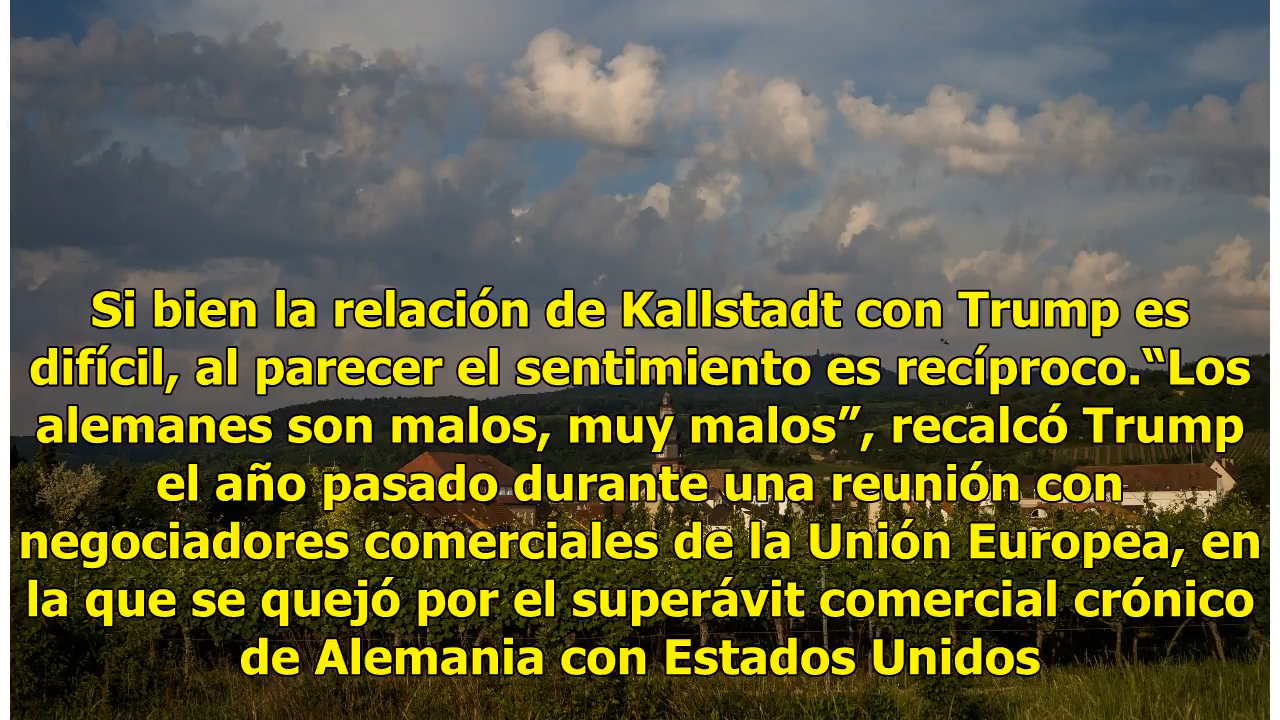 Si bien la relación de Kallstadt con Trump es
difícil, al parecer el sentimiento es recíproco.“Los
alemanes son malos, muy malos”, recalcó Trump
el año pasado durante una reunión con
negociadores comerciales de la Unión Europea, en
la que se quejó por el superávit comercial crónico
de Alemania con Estados Unidos